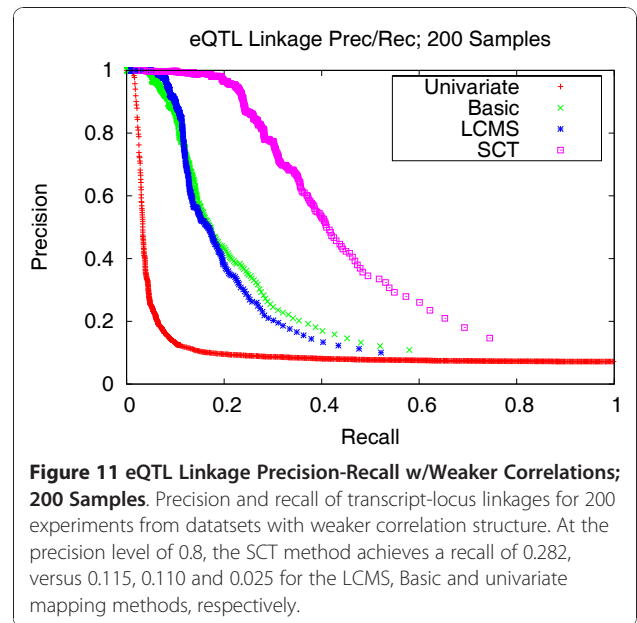 eQTL Linkage Prec/Rec; 200 Samples
1
0.8
0.6
0.4
0.2
0
Precision
Univariate
Basic
LCMS
SCT
0 0.2 0.4 0.6 0.8 1
Recall
Figure 11 eQTL Linkage Precision-Recall w/Weaker Correlations;
200 Samples. Precision and recall of transcript-locus linkages for 200
experiments from datatsets with weaker correlation structure. At the
precision level of 0.8, the SCT method achieves a recall of 0.282,
versus 0.115, 0.110 and 0.025 for the LCMS, Basic and univariate
mapping methods, respectively.